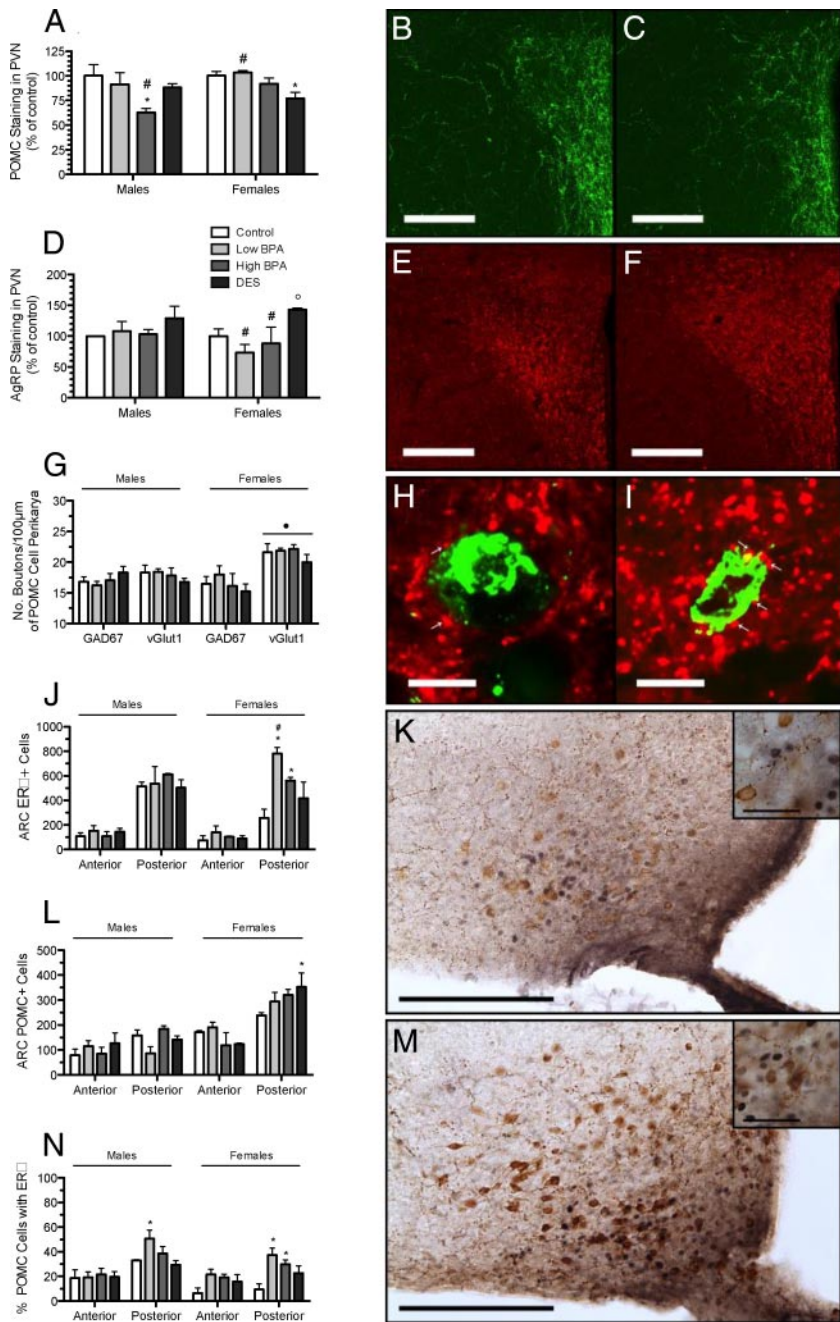 A
POMC Staining in PVN
(% of control)
125
100
75
50
25
0
#
*
#
*
Males
Females
B
C
D
Control
Low BPA
High BPA
DES
AgRP Staining in PVN
(% of control)
200
150
100
50
0
#
#
°
Males
Females
E
F
G
Males
Females
No. Boutons/100µm
of POMC Cell Perikarya
30
25
20
15
10
•
GAD67
vGlut1
GAD67
vGlut1
H
I
J
Males
Females
ARC ER□+ Cells
1000
800
600
400
200
0
#
*
*
Anterior
Posterior
Anterior
Posterior
K
L
Males
Females
ARC POMC+ Cells
500
400
300
200
100
0
*
Anterior
Posterior
Anterior
Posterior
M
N
Males
Females
% POMC Cells with ER□
80
60
40
20
0
*
*
*
Anterior
Posterior
Anterior
Posterior